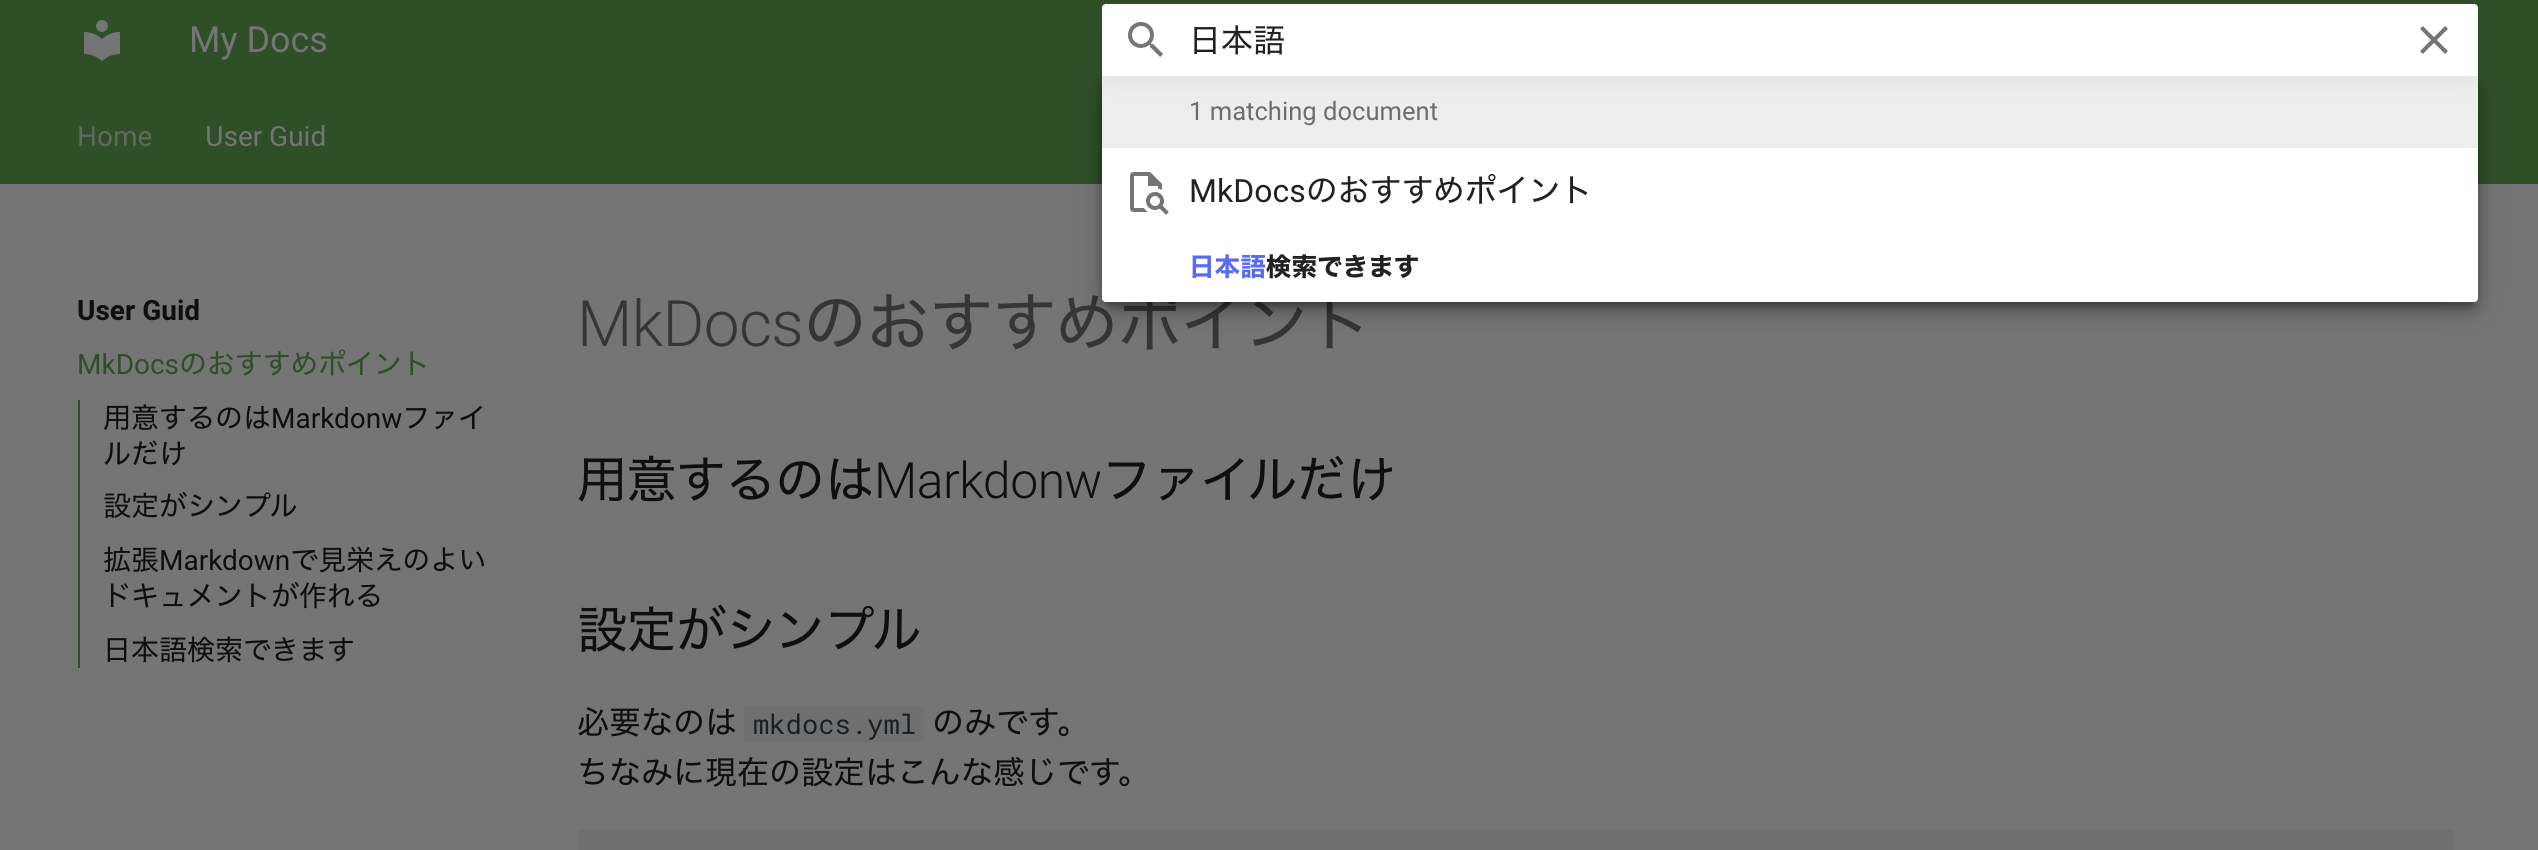 My Docs
日本語
1 matching document
Home
User Guid
MkDocsのおすすめポイント
日本語検索できます
User Guid
MkDocsのおすすめポイント
用意するのはMarkdonwファイ
ルだけ
設定がシンプル
拡張Markdownで見栄えのよい
ドキュメントが作れる
日本語検索できます
MkDocsのおすすめポイント
用意するのはMarkdonwファイルだけ
設定がシンプル
必要なのは mkdocs.yml のみです。
ちなみに現在の設定はこんな感じです。